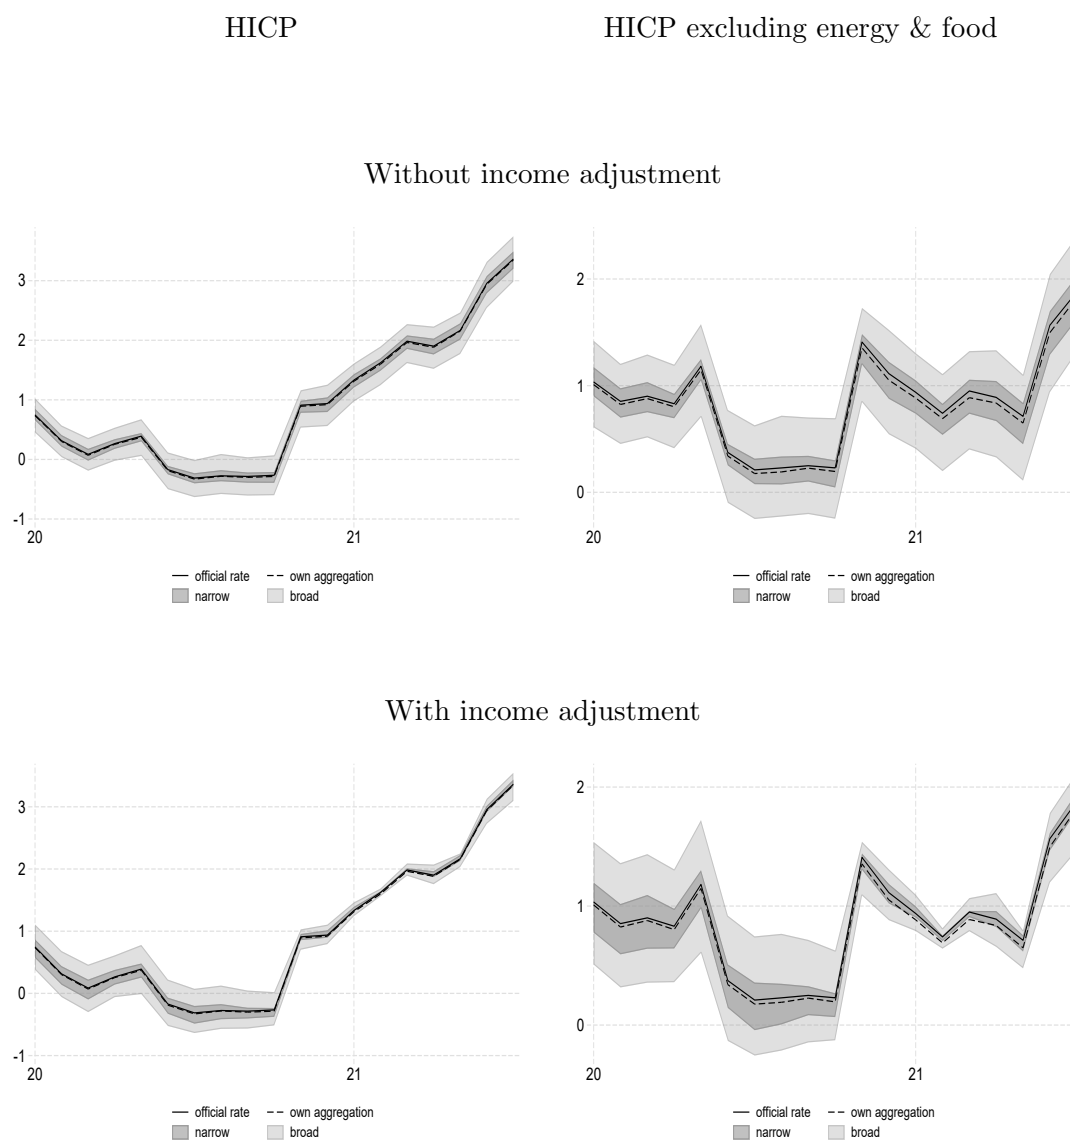 HICP
HICP excluding energy & food
Without income adjustment
3
2
1
0
-1
20
21
official rate
own aggregation
narrow
broad
2
1
0
20
21
official rate
own aggregation
narrow
broad
With income adjustment
3
2
1
0
-1
20
21
official rate
own aggregation
narrow
broad
2
1
0
20
21
official rate
own aggregation
narrow
broad